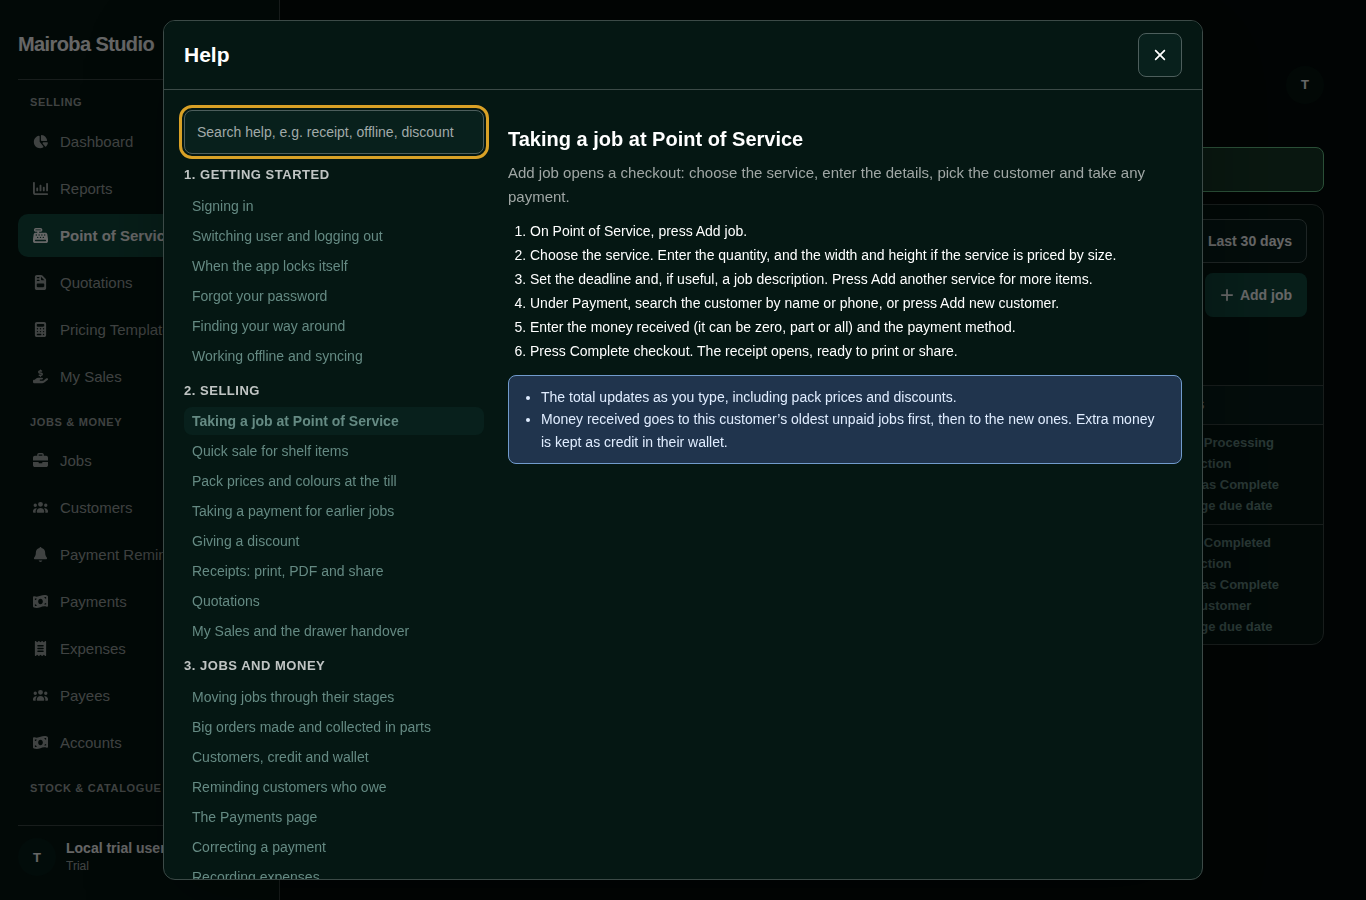 Mairoba Studio
SELLING
Dashboard
Reports
Point of Servic
Quotations
Pricing Templat
My Sales
JOBS & MONEY
Jobs
Customers
Payment Remin
Payments
Expenses
Payees
Accounts
STOCK & CATALOGUE
T
Local trial user
Trial
Help
Search help, e.g. receipt, offline, discount
1. GETTING STARTED
Signing in
Switching user and logging out
When the app locks itself
Forgot your password
Finding your way around
Working offline and syncing
2. SELLING
Taking a job at Point of Service
Quick sale for shelf items
Pack prices and colours at the till
Taking a payment for earlier jobs
Giving a discount
Receipts: print, PDF and share
Quotations
My Sales and the drawer handover
3. JOBS AND MONEY
Moving jobs through their stages
Big orders made and collected in parts
Customers, credit and wallet
Reminding customers who owe
The Payments page
Correcting a payment
Recording expenses
Taking a job at Point of Service
Add job opens a checkout: choose the service, enter the details, pick the customer and take any
payment.
1. On Point of Service, press Add job.
2. Choose the service. Enter the quantity, and the width and height if the service is priced by size.
3. Set the deadline and, if useful, a job description. Press Add another service for more items.
4. Under Payment, search the customer by name or phone, or press Add new customer.
5. Enter the money received (it can be zero, part or all) and the payment method.
6. Press Complete checkout. The receipt opens, ready to print or share.
• The total updates as you type, including pack prices and discounts.
• Money received goes to this customer’s oldest unpaid jobs first, then to the new ones. Extra money
is kept as credit in their wallet.
T
Last 30 days
Add job
Processing
ction
as Complete
ge due date
Completed
ction
as Complete
ustomer
ge due date